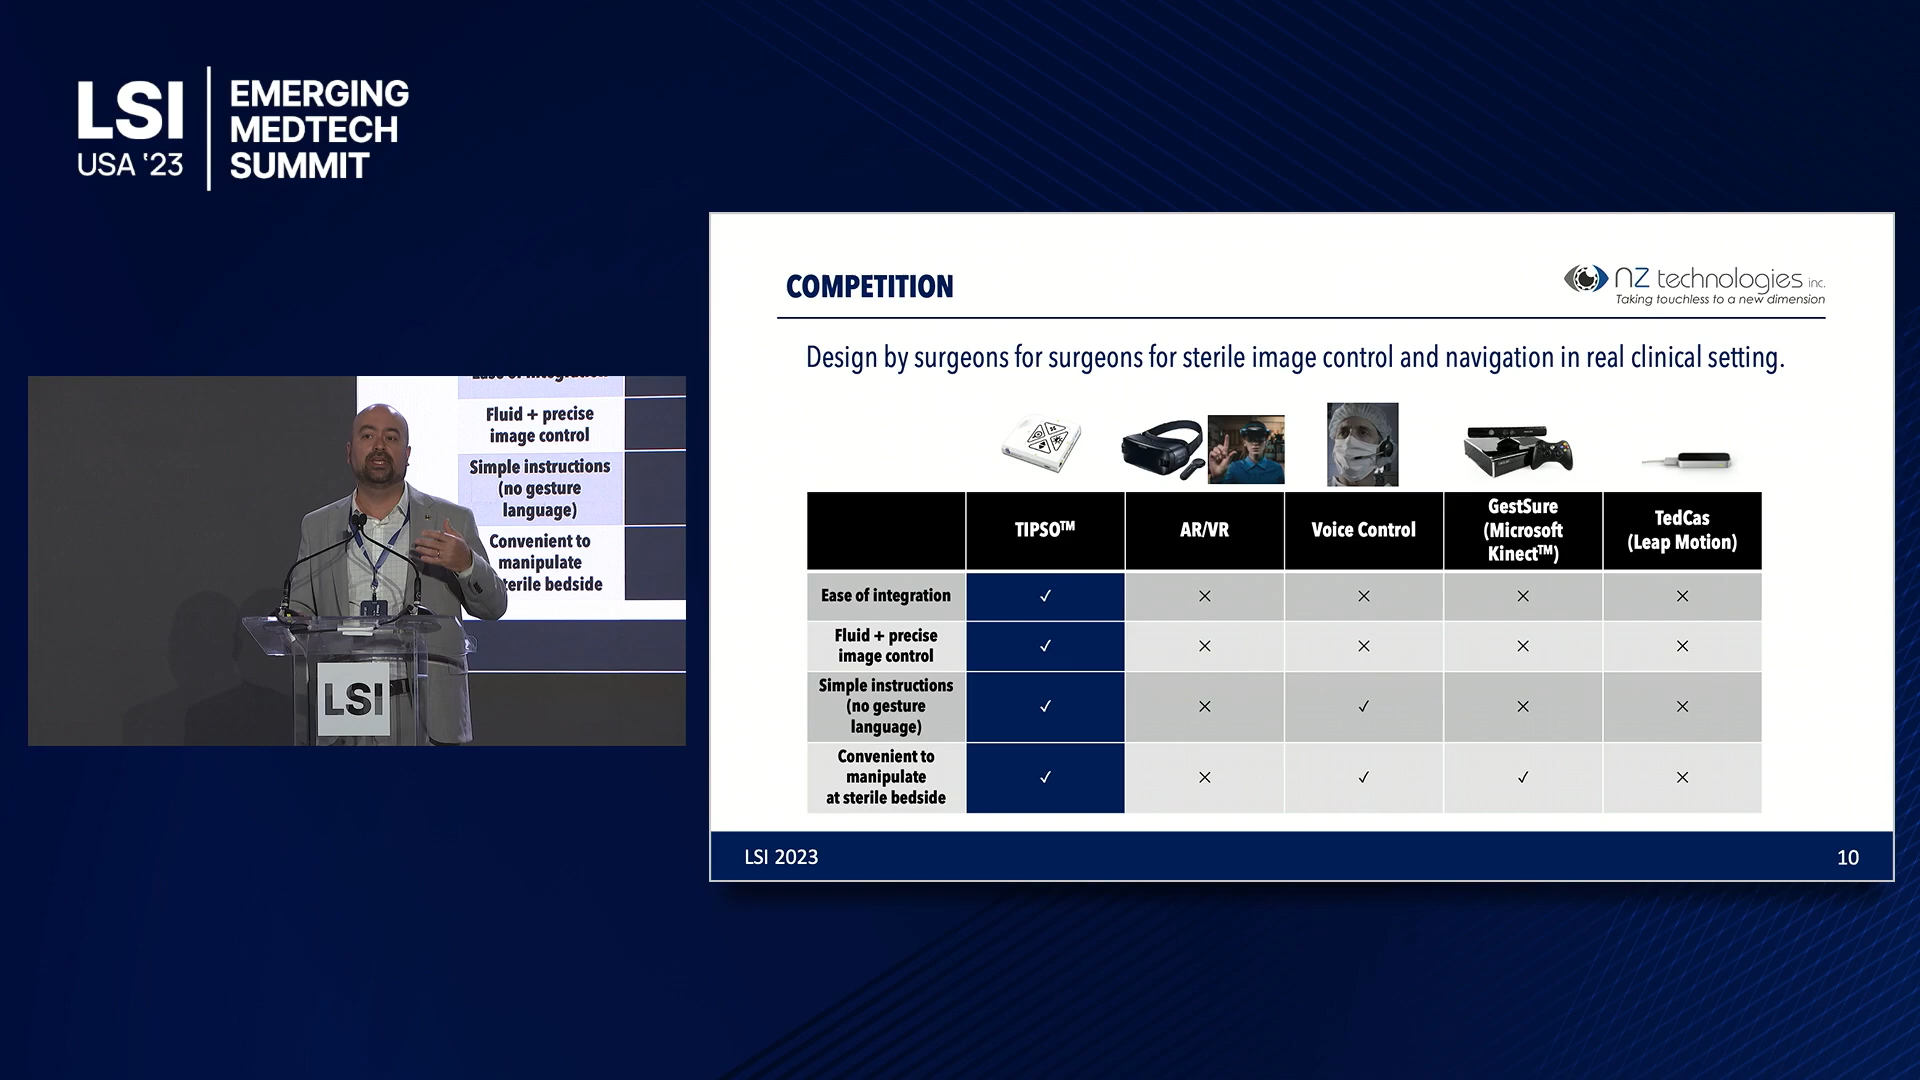 LSI
USA ‘23
EMERGING
MEDTECH
SUMMIT
Fluid + precise
image control
Simple instructions
(no gesture
language)
Convenient to
manipulate
sterile bedside
LSI
COMPETITION
nz technologies inc.
Taking touchless to a new dimension
Design by surgeons for surgeons for sterile image control and navigation in real clinical setting.
TIPSO™
AR/VR
Voice Control
GestSure
(Microsoft
Kinect™)
TedCas
(Leap Motion)
Ease of integration
✓ × × × ×
Fluid + precise
image control
✓ × × × ×
Simple instructions
(no gesture
language)
✓ × ✓ × ×
Convenient to
manipulate
at sterile bedside
✓ × ✓ ✓ ×
LSI 2023
10